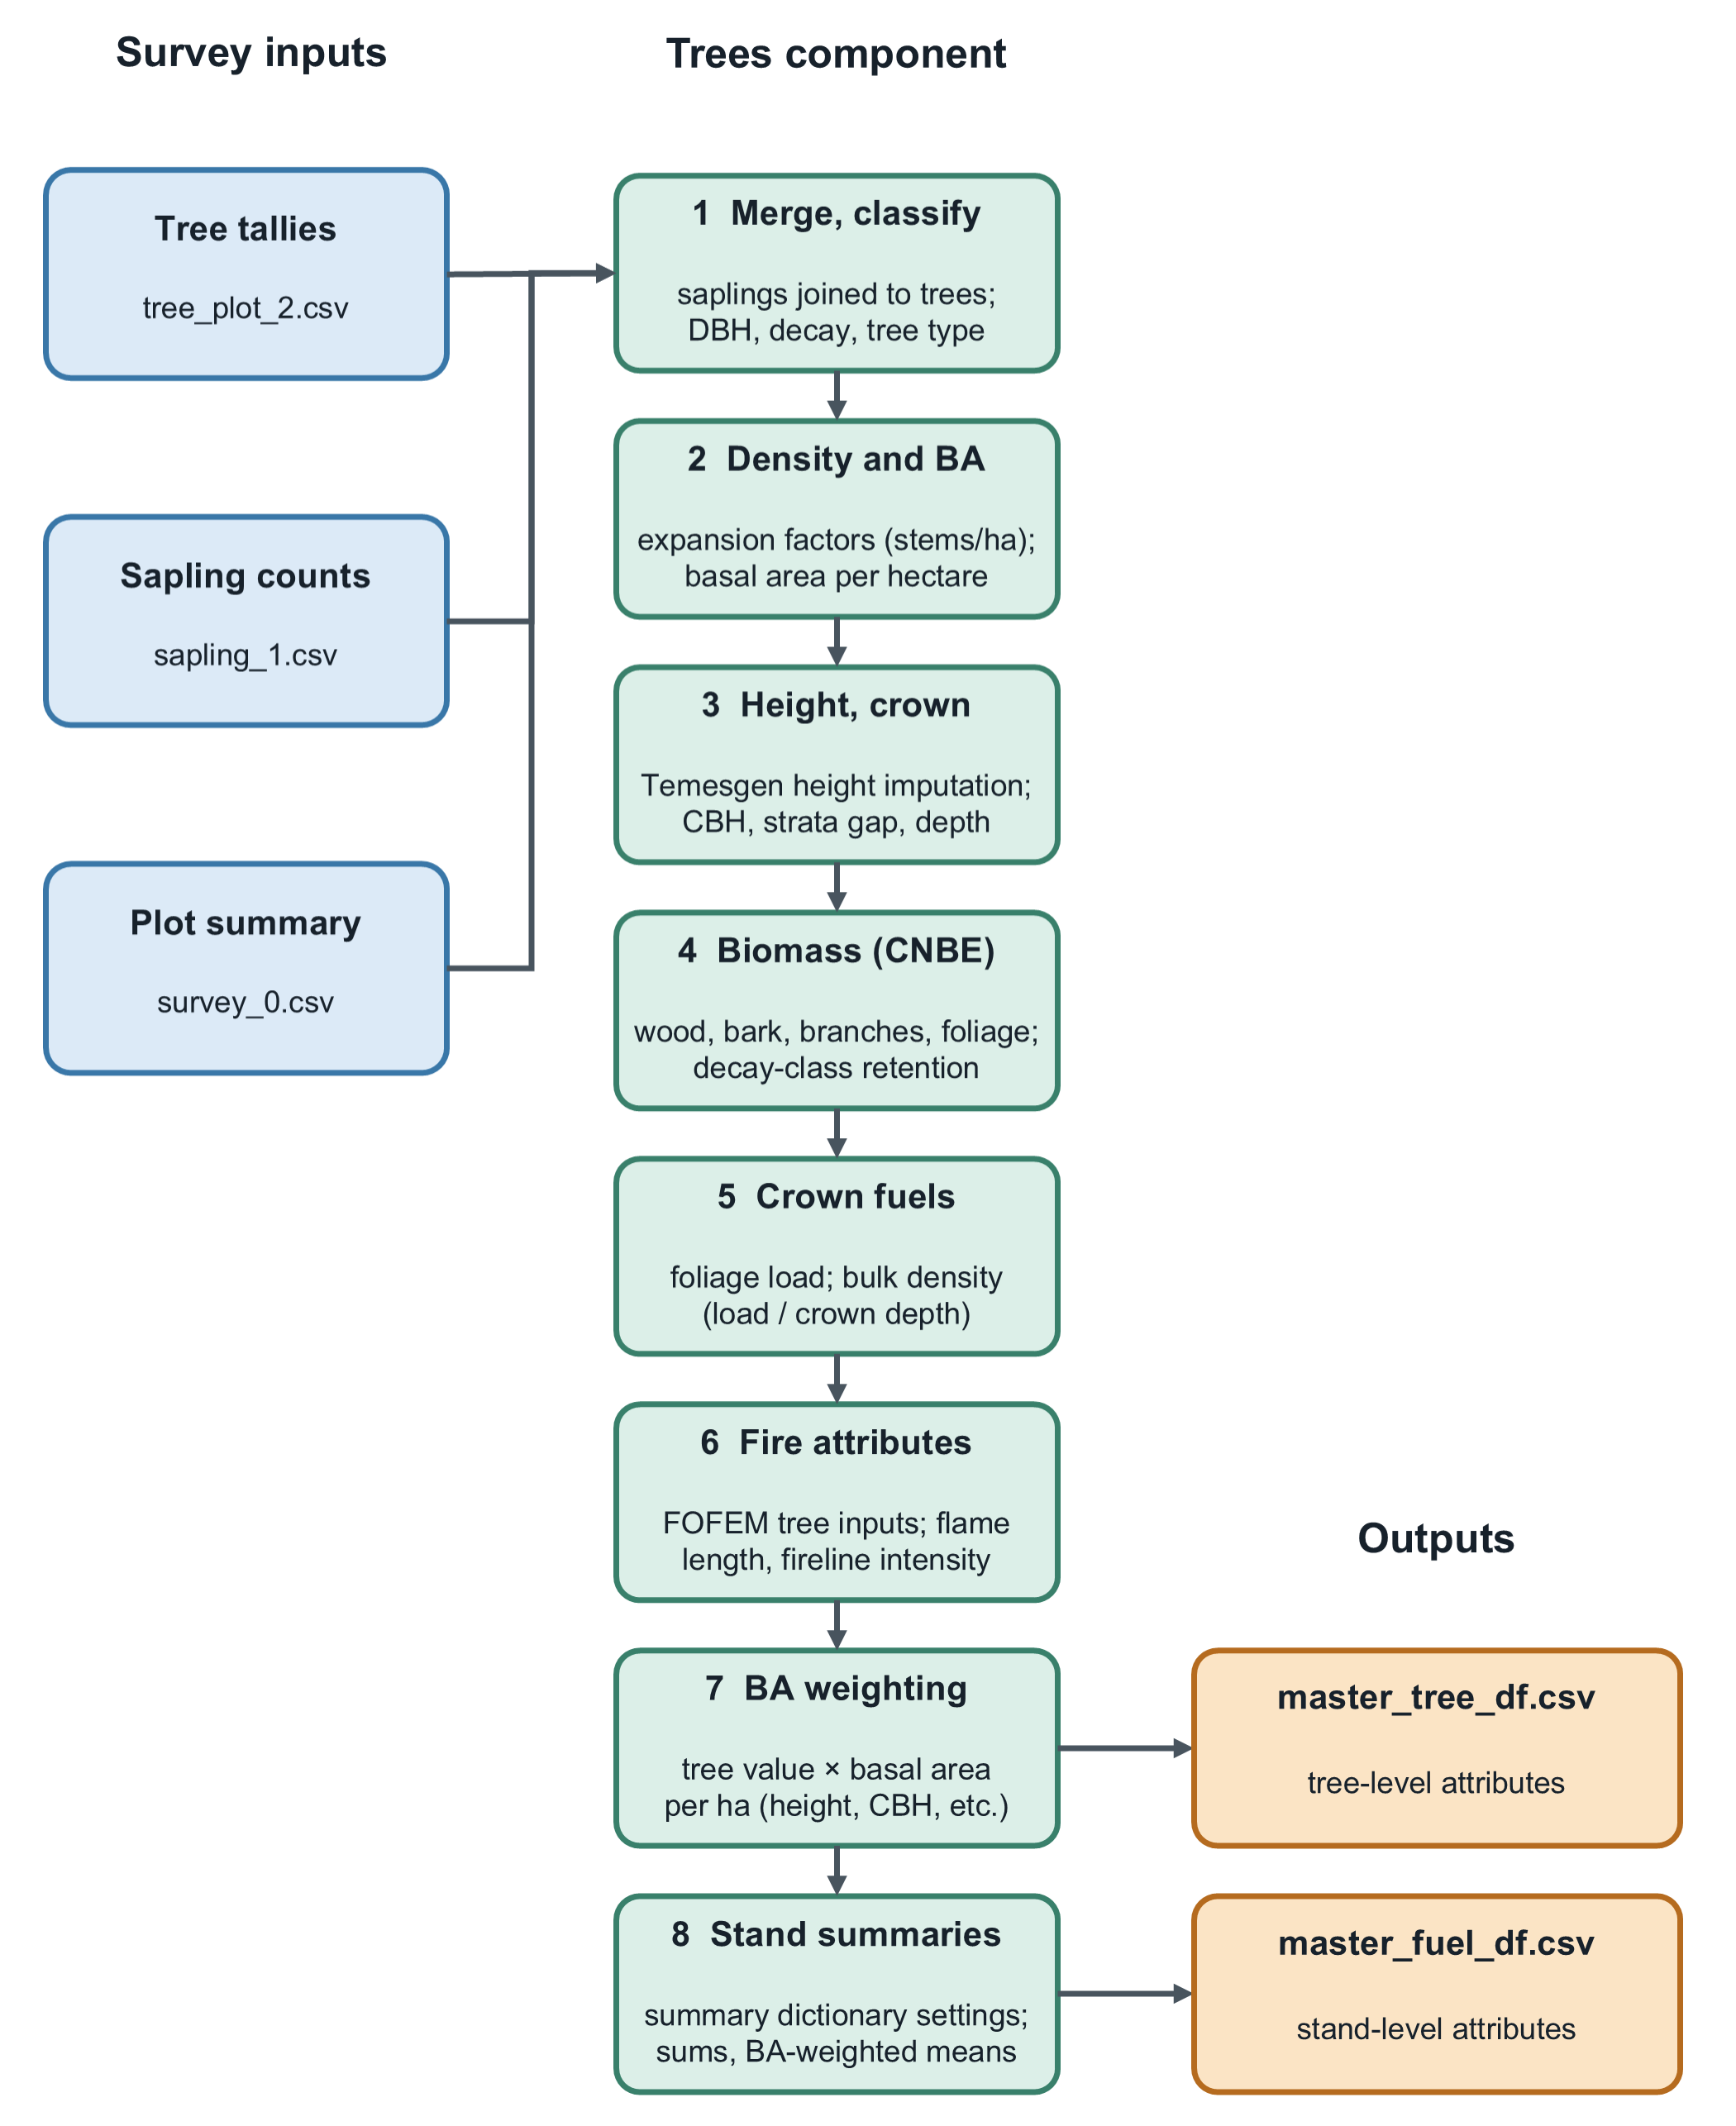 Survey inputs
Trees component
Tree tallies
tree_plot_2.csv
Sapling counts
sapling_1.csv
Plot summary
survey_0.csv
1 Merge, classify
saplings joined to trees;
DBH, decay, tree type
2 Density and BA
expansion factors (stems/ha);
basal area per hectare
3 Height, crown
Temesgen height imputation;
CBH, strata gap, depth
4 Biomass (CNBE)
wood, bark, branches, foliage;
decay-class retention
5 Crown fuels
foliage load; bulk density
(load / crown depth)
6 Fire attributes
FOFEM tree inputs; flame
length, fireline intensity
7 BA weighting
tree value × basal area
per ha (height, CBH, etc.)
8 Stand summaries
summary dictionary settings;
sums, BA-weighted means
Outputs
master_tree_df.csv
tree-level attributes
master_fuel_df.csv
stand-level attributes